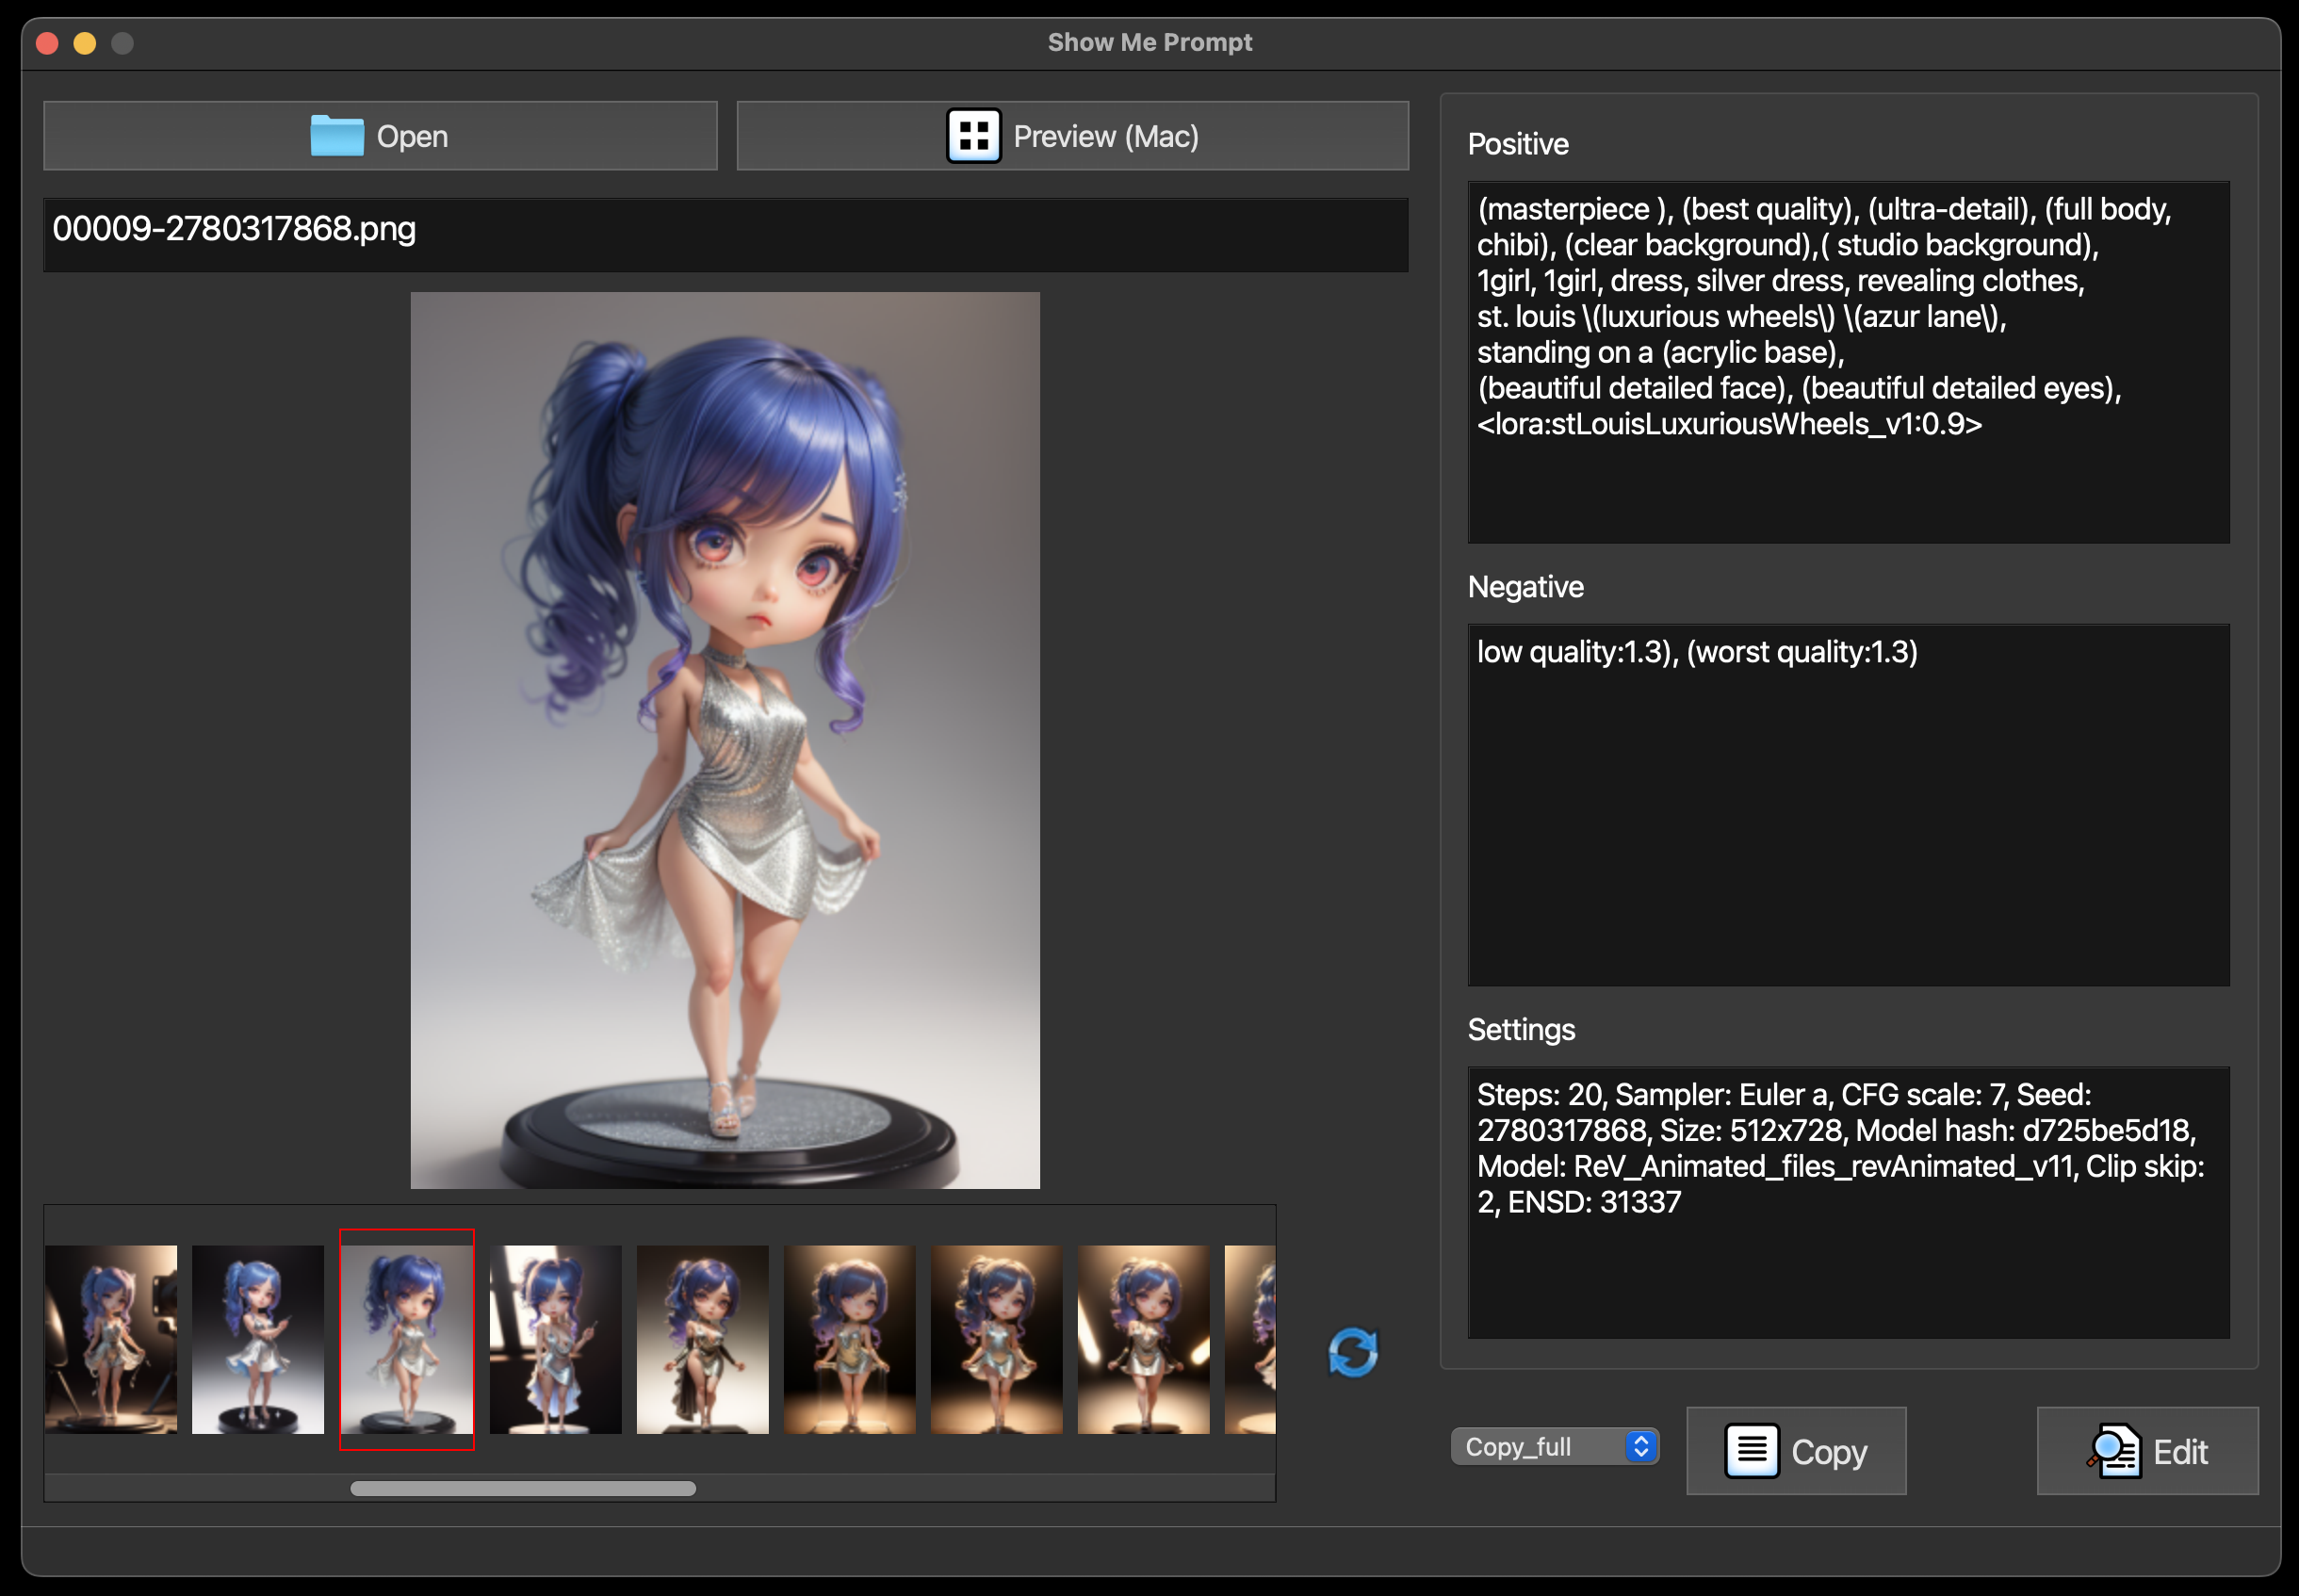 Show Me Prompt
Open
Preview (Mac)
00009-2780317868.png
Positive
(masterpiece ), (best quality), (ultra-detail), (full body,
chibi), (clear background),( studio background),
1girl, 1girl, dress, silver dress, revealing clothes,
st. louis \(luxurious wheels\) \(azur lane\),
standing on a (acrylic base),
(beautiful detailed face), (beautiful detailed eyes),
<lora:stLouisLuxuriousWheels_v1:0.9>
Negative
low quality:1.3), (worst quality:1.3)
Settings
Steps: 20, Sampler: Euler a, CFG scale: 7, Seed:
2780317868, Size: 512x728, Model hash: d725be5d18,
Model: ReV_Animated_files_revAnimated_v11, Clip skip:
2, ENSD: 31337
Copy_full
Copy
Edit